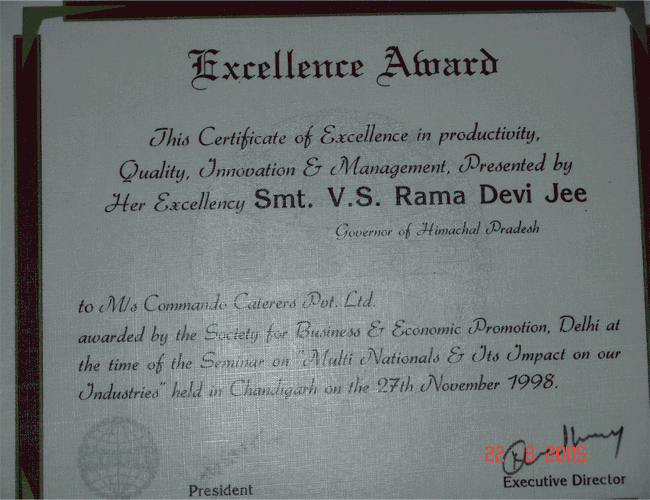 Excellence Award
This Certificate of Excellence in productivity,
Quality, Innovation & Management, Presented by
Her Excellency Smt. V.S. Rama Devi Jee
Governor of Himachal Pradesh
to M/s Commando Caterers Pvt. Ltd.
awarded by the Society for Business & Economic Promotion, Delhi at
the time of the Seminar on "Multi Nationals & Its Impact on our
Industries" held in Chandigarh on the 27th November 1998.
22 8 2005
President
Executive Director